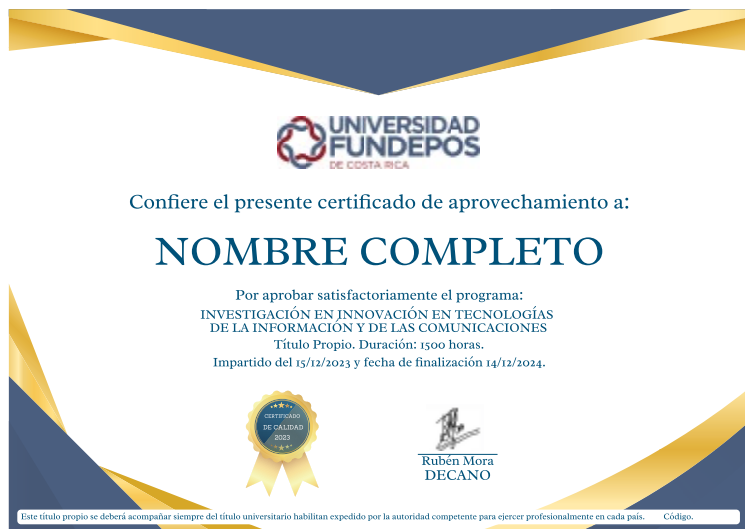 UNIVERSIDAD
FUNDEPOS
DE COSTA RICA
Confiere el presente certificado de aprovechamiento a:
NOMBRE COMPLETO
Por aprobar satisfactoriamente el programa:
INVESTIGACIÓN EN INNOVACIÓN EN TECNOLOGÍAS
DE LA INFORMACIÓN Y DE LAS COMUNICACIONES
Título Propio. Duración: 1500 horas.
Impartido del 15/12/2023 y fecha de finalización 14/12/2024.
CERTIFICADO
DE CALIDAD
2023
Rubén Mora
DECANO
Este título propio se deberá acompañar siempre del título universitario habilitan expedido por la autoridad competente para ejercer profesionalmente en cada país. Código.